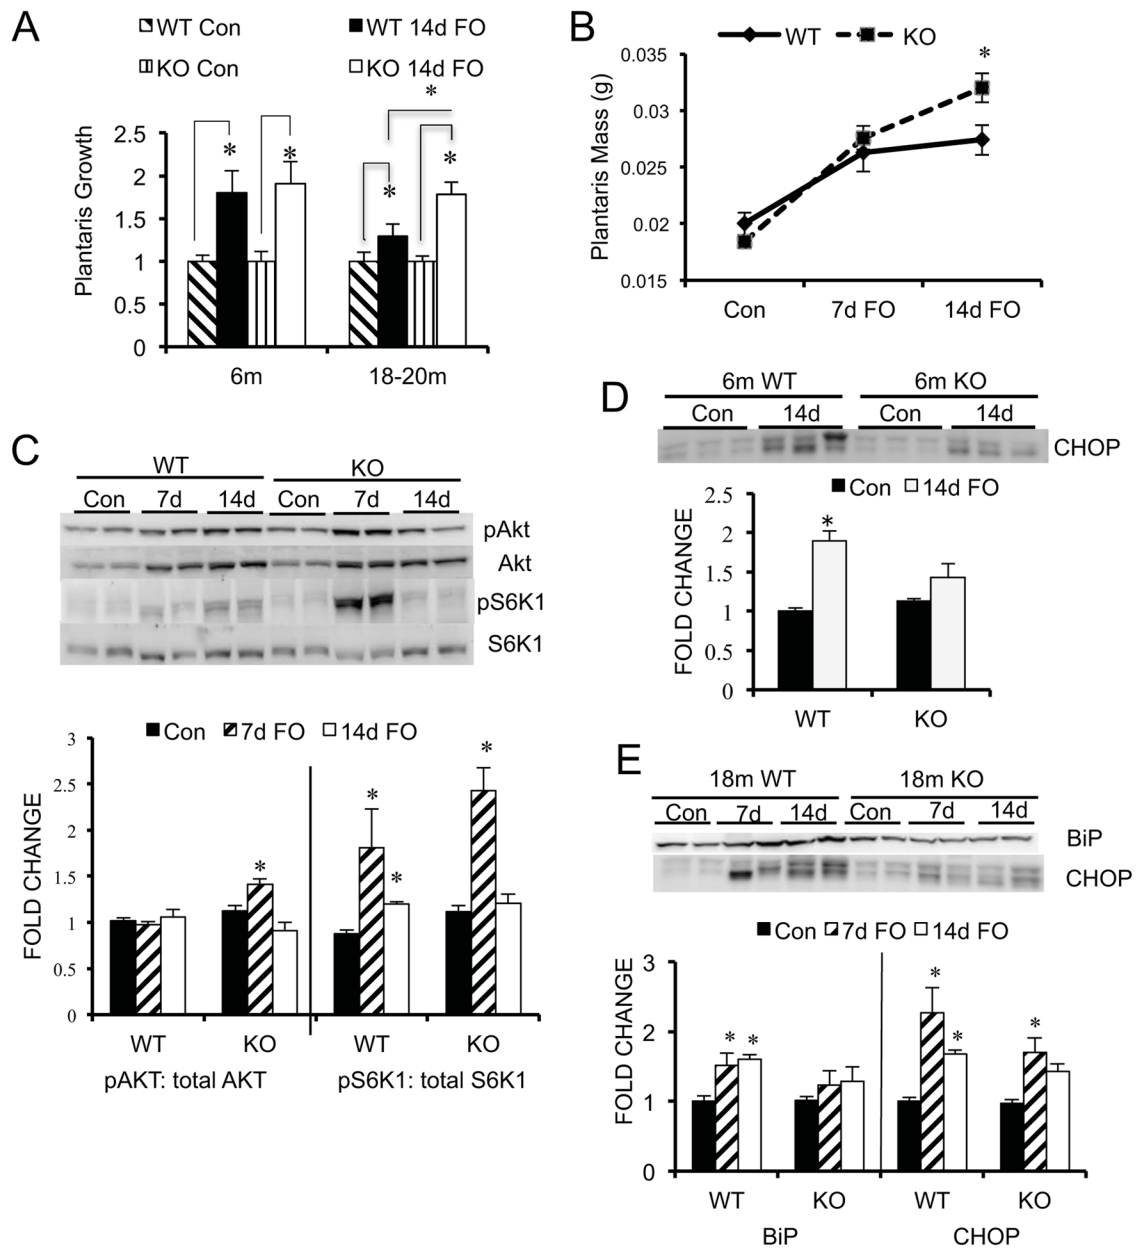 A
WT Con
WT 14d FO
KO Con
KO 14d FO
Plantaris Growth
2.5
2
1.5
1
0.5
0
*
*
*
*
*
6m
18-20m
B
WT
KO
Plantaris Mass (g)
0.035
0.03
0.025
0.02
0.015
*
Con
7d FO
14d FO
C
WT
KO
Con
7d
14d
Con
7d
14d
pAkt
Akt
pS6K1
S6K1
Con
7d FO
14d FO
FOLD CHANGE
3
2.5
2
1.5
1
0.5
0
*
*
*
*
WT
KO
WT
KO
pAKT: total AKT
pS6K1: total S6K1
D
6m WT
6m KO
Con
14d
Con
14d
CHOP
Con
14d FO
FOLD CHANGE
2.5
2
1.5
1
0.5
0
*
WT
KO
E
18m WT
18m KO
Con
7d
14d
Con
7d
14d
BiP
CHOP
Con
7d FO
14d FO
FOLD CHANGE
3
2
1
0
*
*
*
*
*
WT
KO
WT
KO
BiP
CHOP